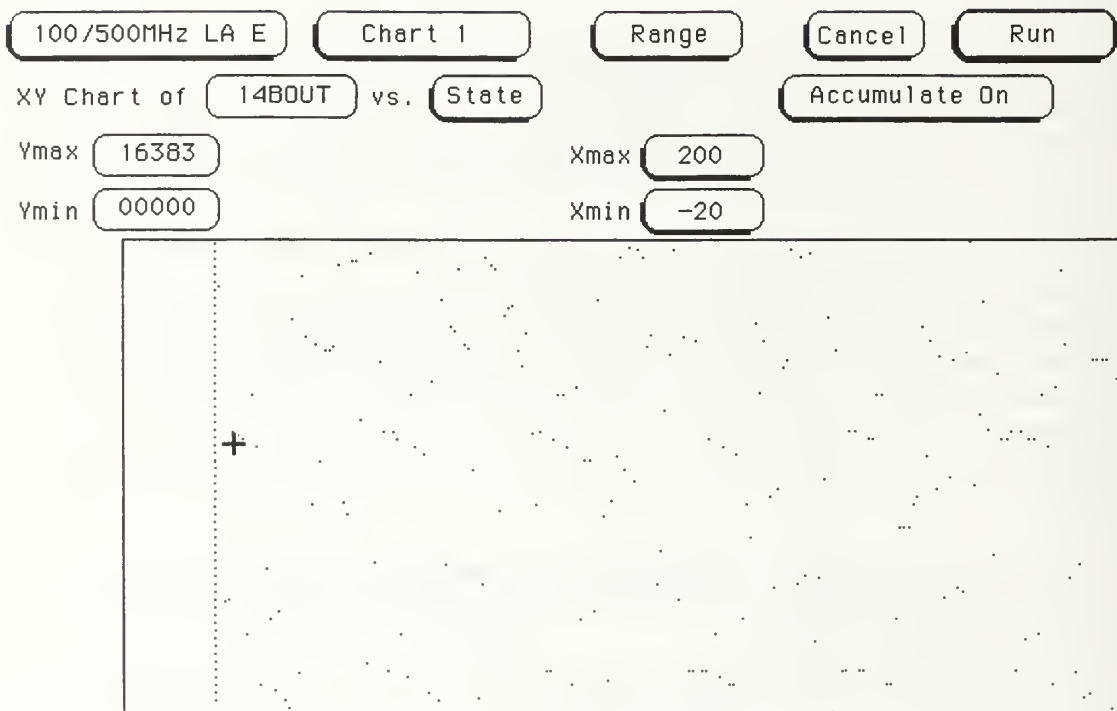 100/500MHz LA E Chart 1 Range Cancel Run
XY Chart of 14BOUT vs. State Accumulate On
Ymax 16383 Xmax 200
Ymin 00000 Xmin -20